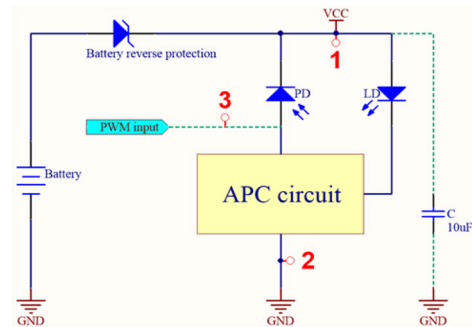 VCC
Battery reverse protection
1
3
PD
LD
PWM input
Battery
APC circuit
C
10uF
2
GND
GND
GND